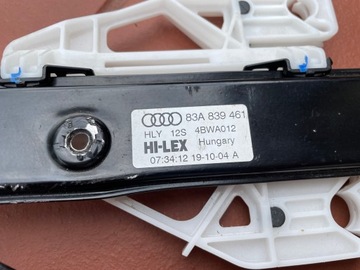 83A 839 461
HLY 12S 4BWA012
HI-LEX Hungary
07:34:12 19-10-04 A